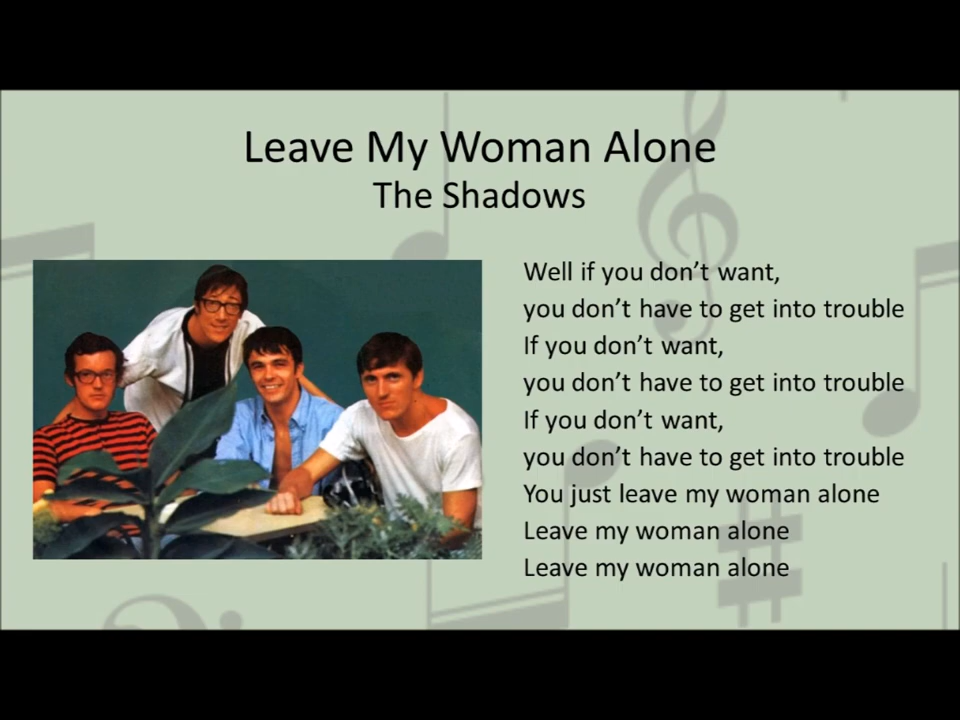 Leave My Woman Alone
The Shadows
Well if you don’t want,
you don’t have to get into trouble
If you don’t want,
you don’t have to get into trouble
If you don’t want,
you don’t have to get into trouble
You just leave my woman alone
Leave my woman alone
Leave my woman alone